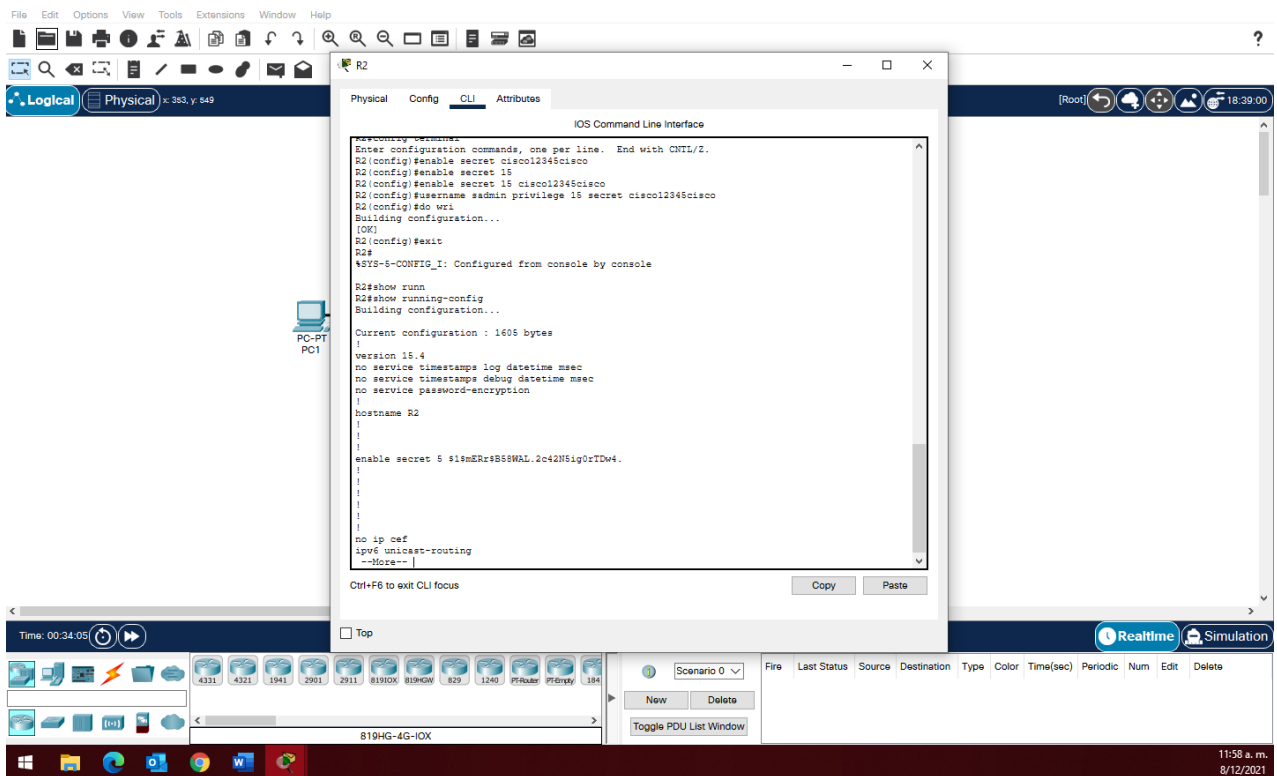 File Edit Options View Tools Extensions Window Help
?
R2
Logical Physical x: 353, y: 549
[Root] 18:39:00
Physical Config CLI Attributes
IOS Command Line Interface
R2#config terminal
Enter configuration commands, one per line. End with CNTL/Z.
R2(config)#enable secret cisco12345cisco
R2(config)#enable secret 15
R2(config)#enable secret 15 cisco12345cisco
R2(config)#username sadmin privilege 15 secret cisco12345cisco
R2(config)#do wri
Building configuration...
[OK]
R2(config)#exit
R2#
%SYS-5-CONFIG_I: Configured from console by console
R2#show runn
R2#show running-config
Building configuration...
Current configuration : 1605 bytes
!
version 15.4
no service timestamps log datetime msec
no service timestamps debug datetime msec
no service password-encryption
!
hostname R2
!
!
!
enable secret 5 $1$mERr$B58WAL.2c42N5ig0rTDw4.
!
!
!
!
!
!
no ip cef
ipv6 unicast-routing
--More--
PC-PT
PC1
Ctrl+F6 to exit CLI focus
Copy Paste
Top
Time: 00:34:05
Realtime Simulation
4331 4321 1941 2901 2911 819IOX 819HGW 829 1240 PT-Router PT-Empty 184
819HG-4G-IOX
Scenario 0
New Delete
Toggle PDU List Window
Fire Last Status Source Destination Type Color Time(sec) Periodic Num Edit Delete
11:58 a. m.
8/12/2021